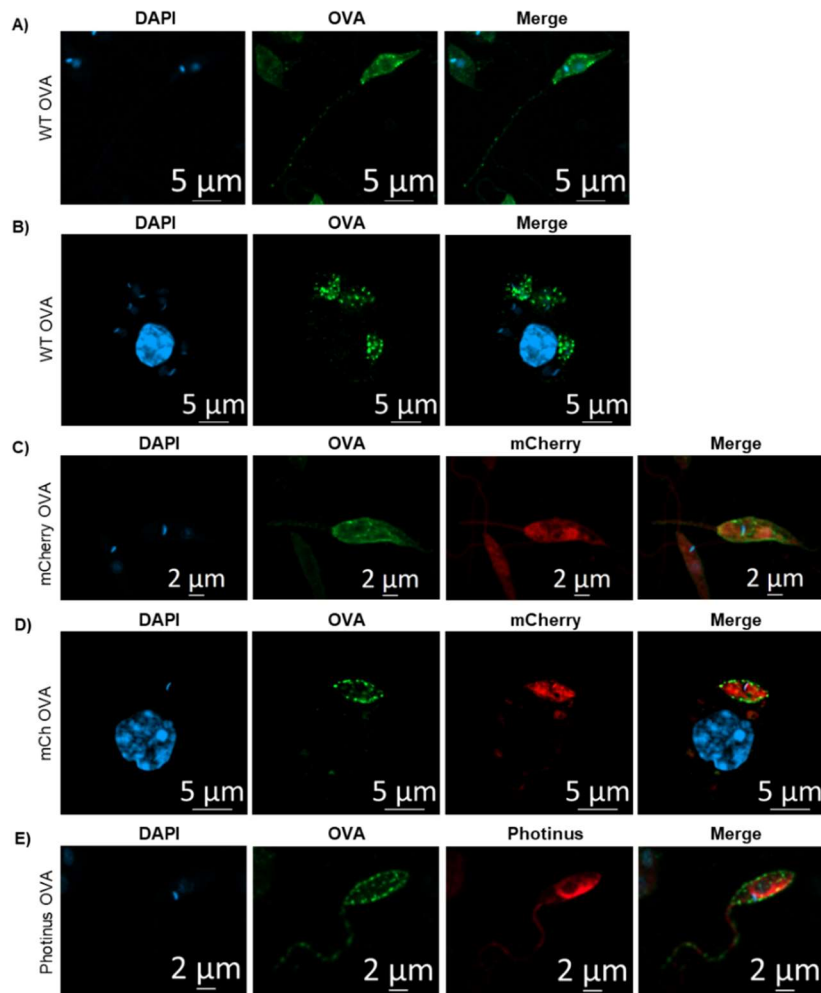 A) DAPI OVA Merge
WT OVA
5 µm 5 µm 5 µm
B) DAPI OVA Merge
WT OVA
5 µm 5 µm 5 µm
C) DAPI OVA mCherry Merge
mCherry OVA
2 µm 2 µm 2 µm 2 µm
D) DAPI OVA mCherry Merge
mCh OVA
5 µm 5 µm 5 µm 5 µm
E) DAPI OVA Photinus Merge
Photinus OVA
2 µm 2 µm 2 µm 2 µm